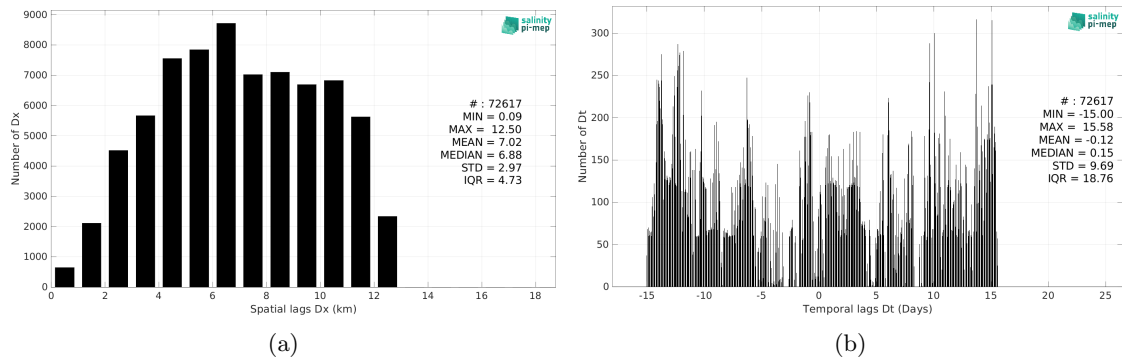 9000
8000
7000
6000
5000
4000
3000
2000
1000
0
Number of Dx
0 2 4 6 8 10 12 14 16 18
Spatial lags Dx (km)
salinity
pi-mep
# : 72617
MIN = 0.09
MAX = 12.50
MEAN = 7.02
MEDIAN = 6.88
STD = 2.97
IQR = 4.73
(a)
300
250
200
150
100
50
0
Number of Dt
-15 -10 -5 0 5 10 15 20 25
Temporal lags Dt (Days)
salinity
pi-mep
# : 72617
MIN = -15.00
MAX = 15.58
MEAN = -0.12
MEDIAN = 0.15
STD = 9.69
IQR = 18.76
(b)